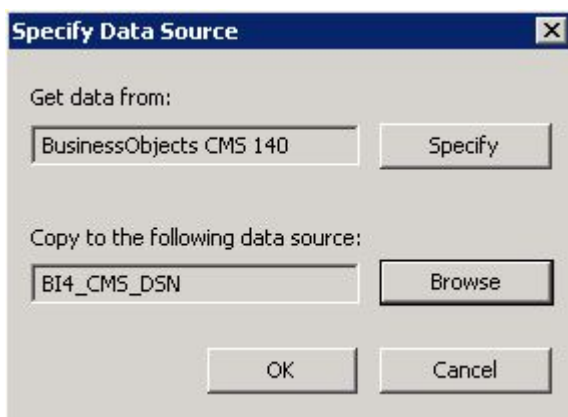 Specify Data Source
Get data from:
BusinessObjects CMS 140
Specify
Copy to the following data source:
BI4_CMS_DSN
Browse
OK
Cancel